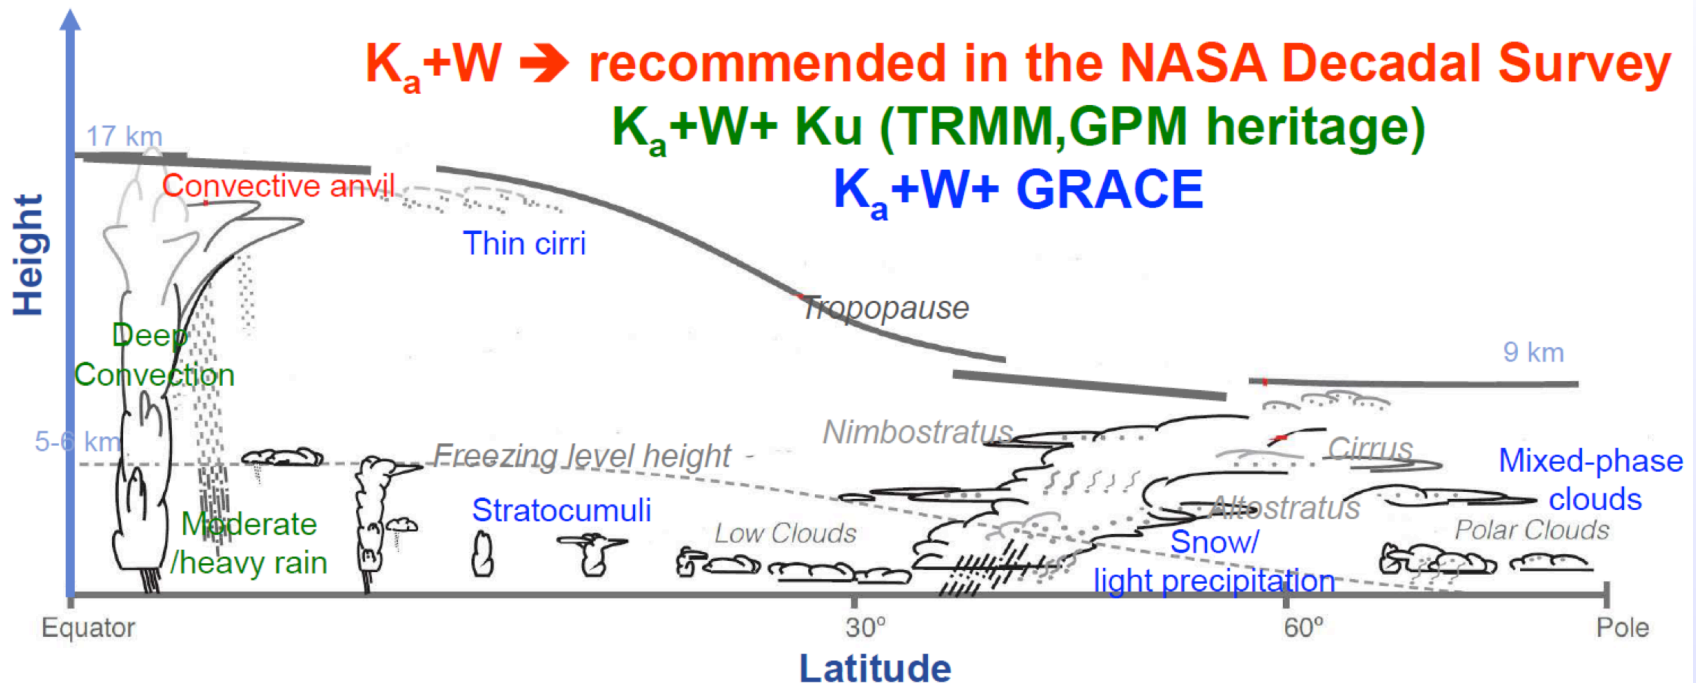 Ka+W ➔ recommended in the NASA Decadal Survey
Ka+W+ Ku (TRMM,GPM heritage)
Ka+W+ GRACE
17 km
Convective anvil
Thin cirri
Height
Tropopause
Deep
Convection
9 km
5-6 km
Nimbostratus
Freezing level height
Cirrus
Mixed-phase
clouds
Stratocumuli
Altostratus
Moderate
/heavy rain
Low Clouds
Polar Clouds
Snow/
light precipitation
Equator
30º
60º
Pole
Latitude